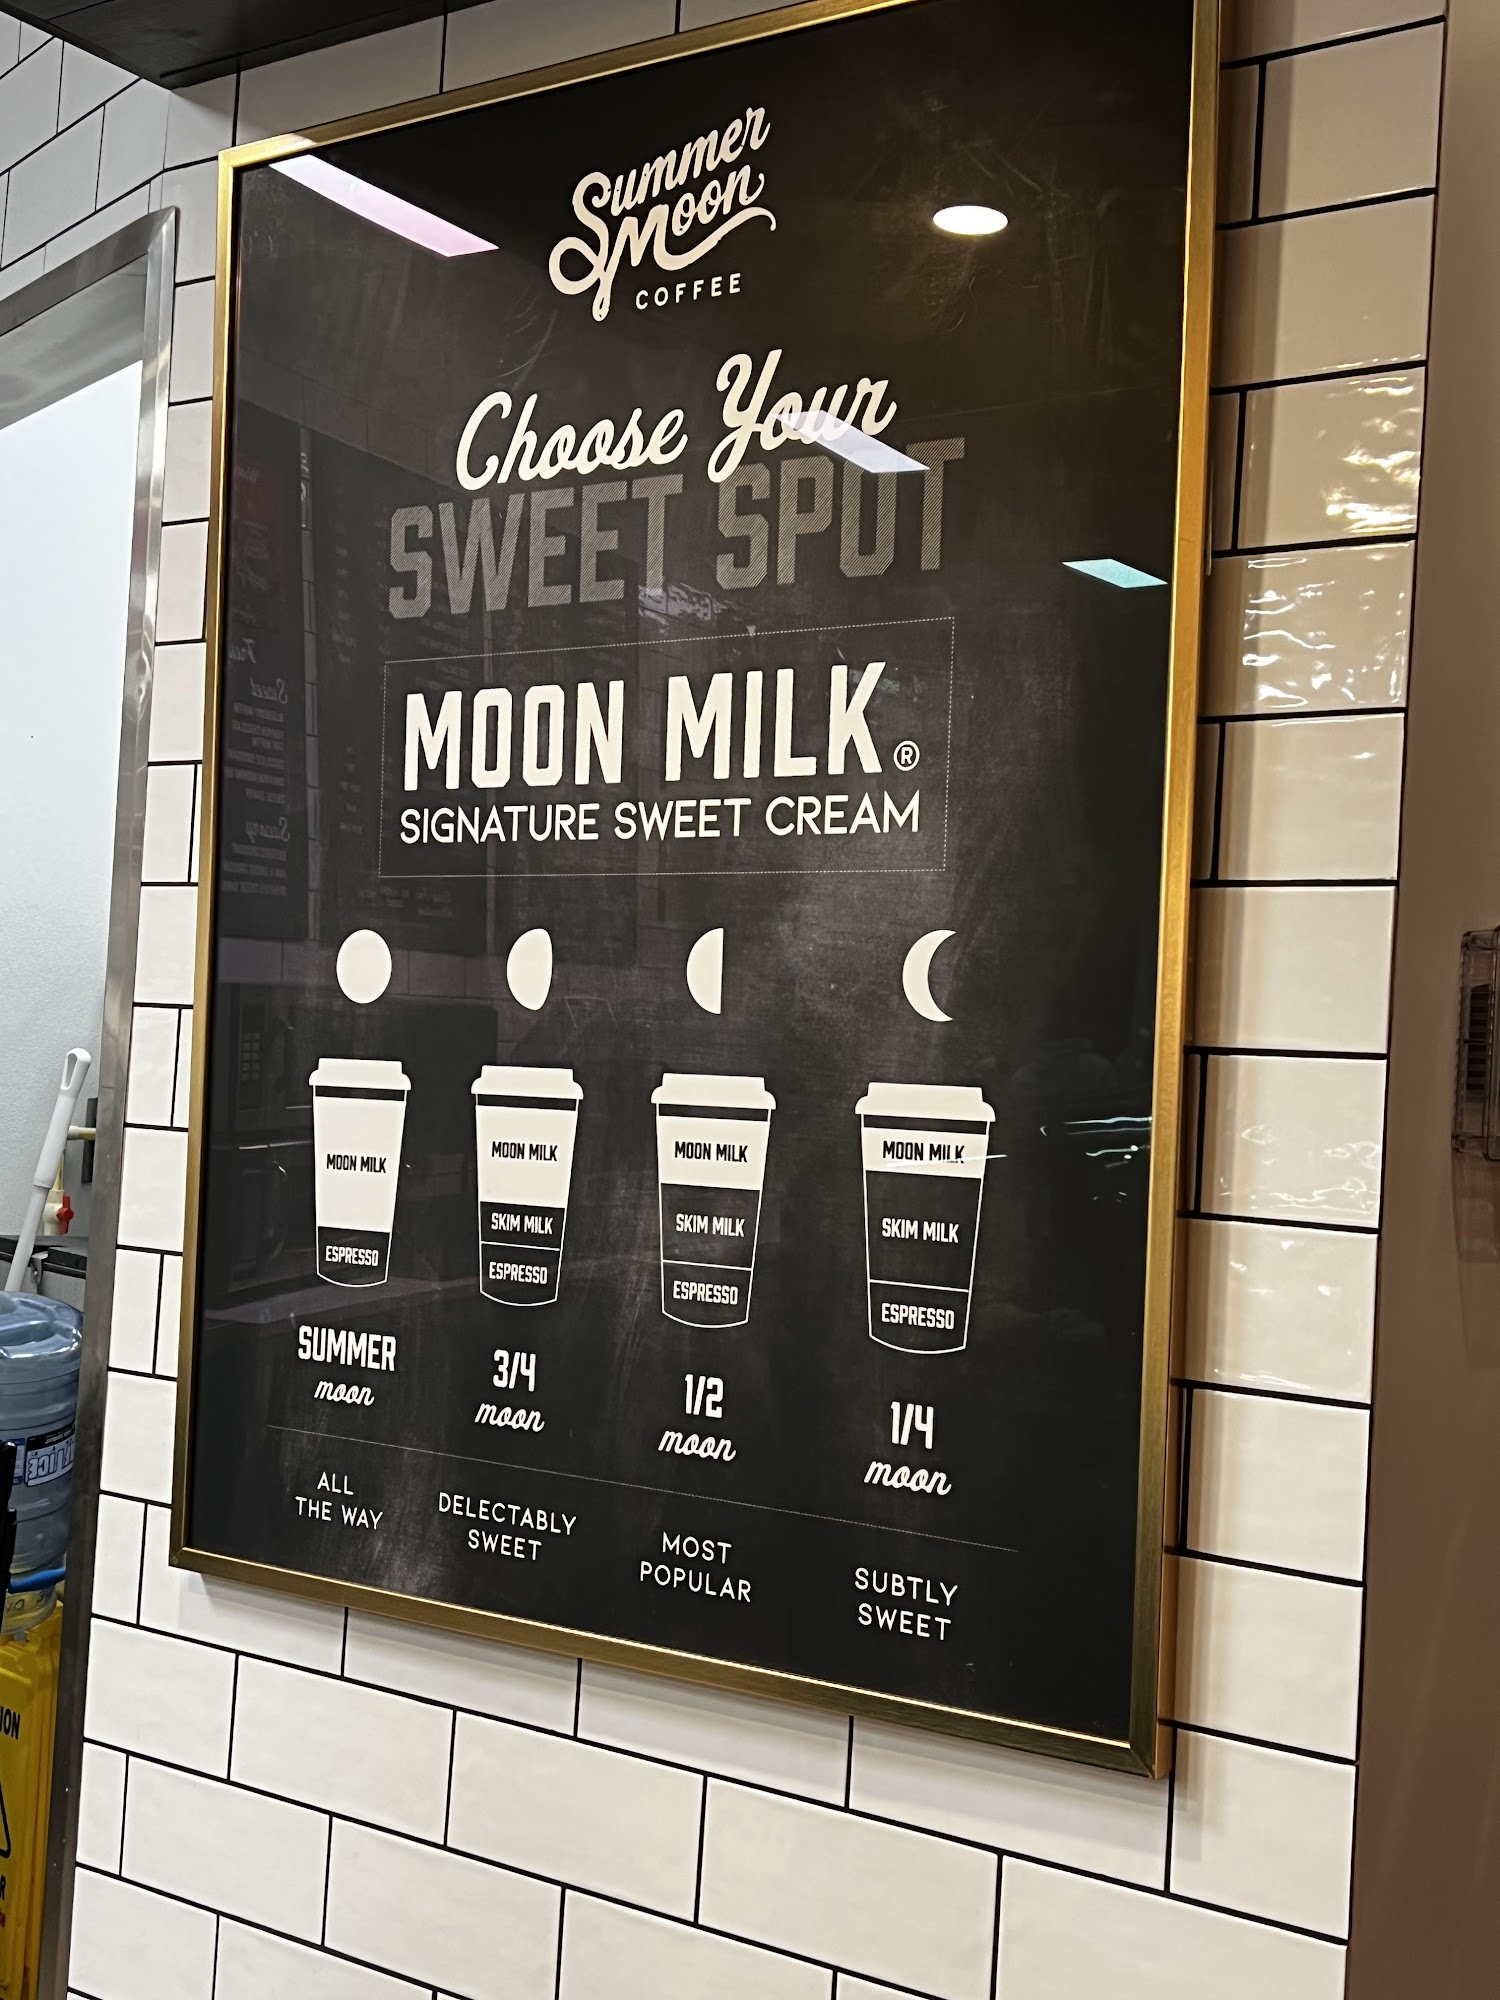 Summer
Moon
COFFEE
Choose Your
SWEET SPOT
MOON MILK®
SIGNATURE SWEET CREAM
MOON MILK
ESPRESSO
SUMMER
moon
ALL
THE WAY
MOON MILK
SKIM MILK
ESPRESSO
3/4
moon
DELECTABLY
SWEET
MOON MILK
SKIM MILK
ESPRESSO
1/2
moon
MOST
POPULAR
MOON MILK
SKIM MILK
ESPRESSO
1/4
moon
SUBTLY
SWEET